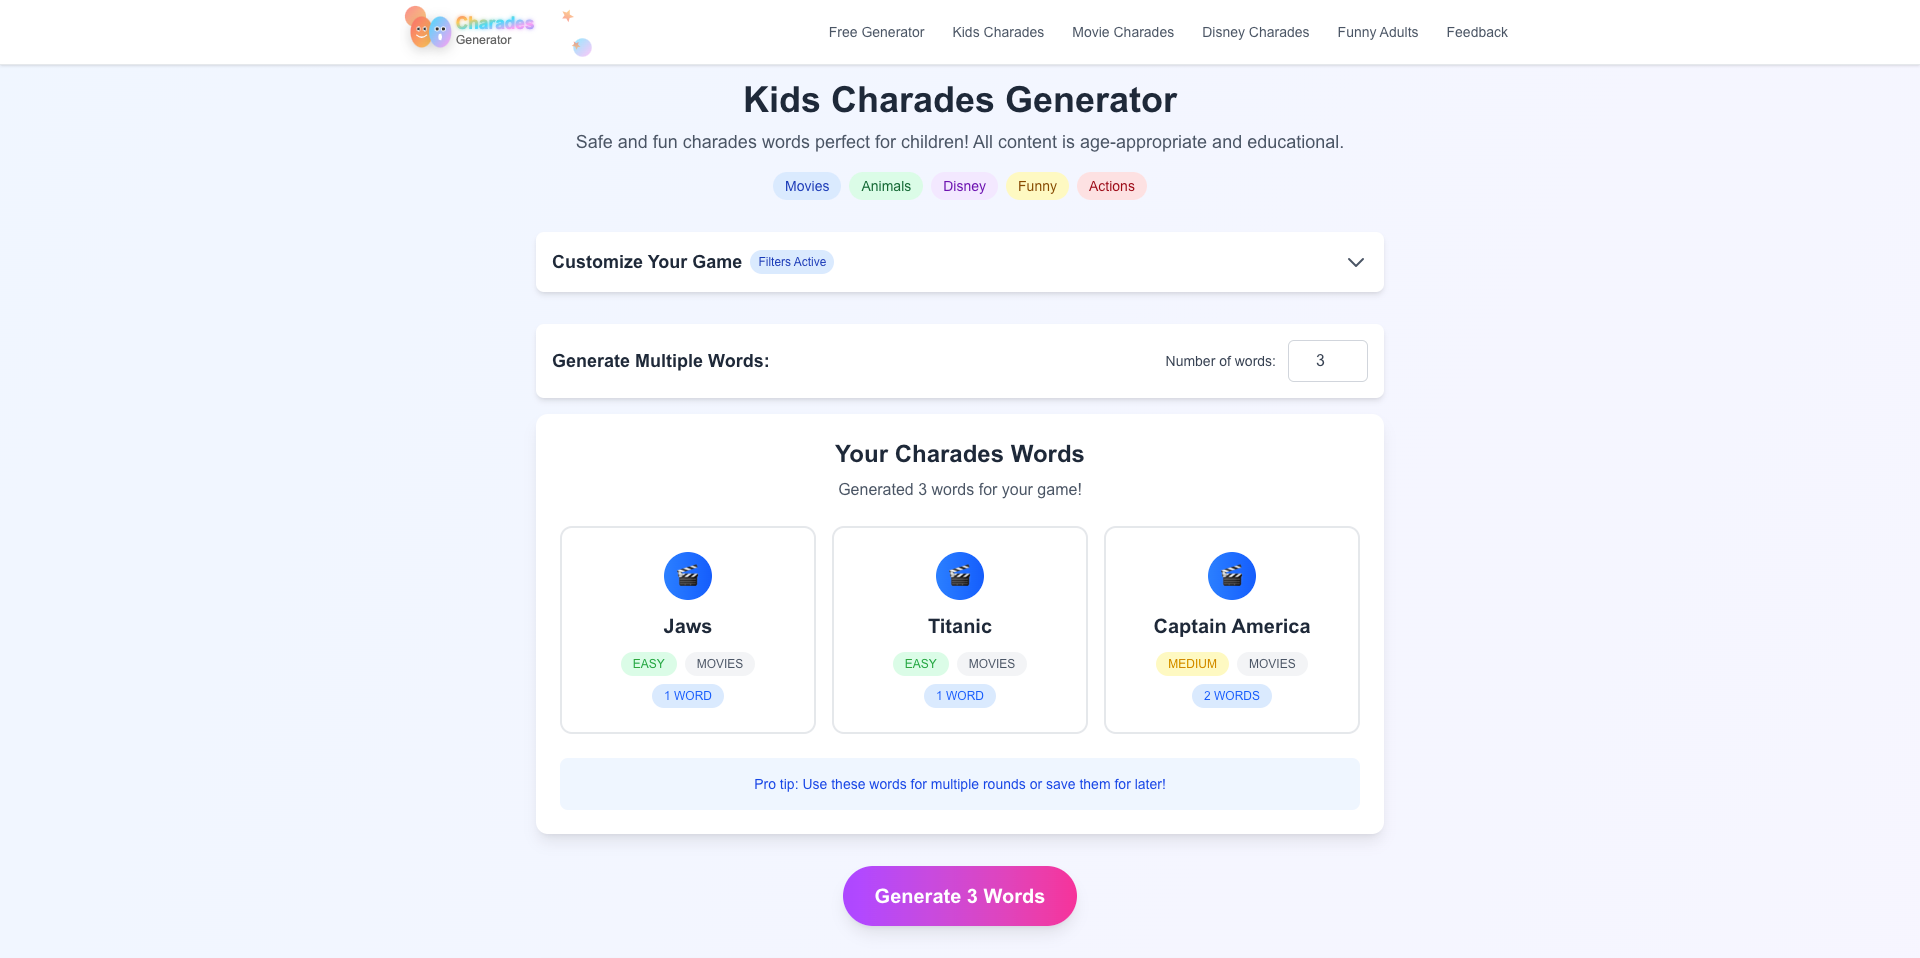 Charades
Generator
Free Generator
Kids Charades
Movie Charades
Disney Charades
Funny Adults
Feedback
Kids Charades Generator
Safe and fun charades words perfect for children! All content is age-appropriate and educational.
Movies
Animals
Disney
Funny
Actions
Customize Your Game
Filters Active
Generate Multiple Words:
Number of words:
3
Your Charades Words
Generated 3 words for your game!
Jaws
EASY
MOVIES
1 WORD
Titanic
EASY
MOVIES
1 WORD
Captain America
MEDIUM
MOVIES
2 WORDS
Pro tip: Use these words for multiple rounds or save them for later!
Generate 3 Words